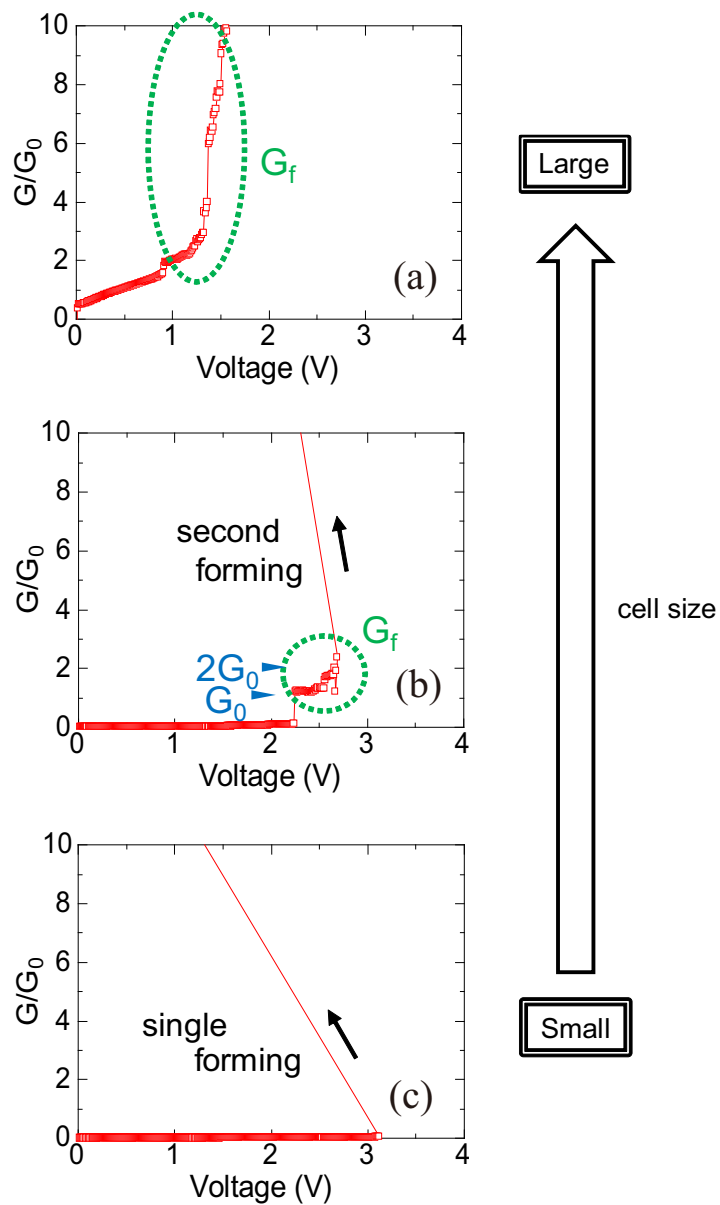 10
8
6
4
2
0
G/G0
Gf
(a)
0 1 2 3 4
Voltage (V)
Large
10
8
6
4
2
0
G/G0
second
forming
Gf
2G0
G0
(b)
0 1 2 3 4
Voltage (V)
cell size
10
8
6
4
2
0
G/G0
single
forming
(c)
0 1 2 3 4
Voltage (V)
Small